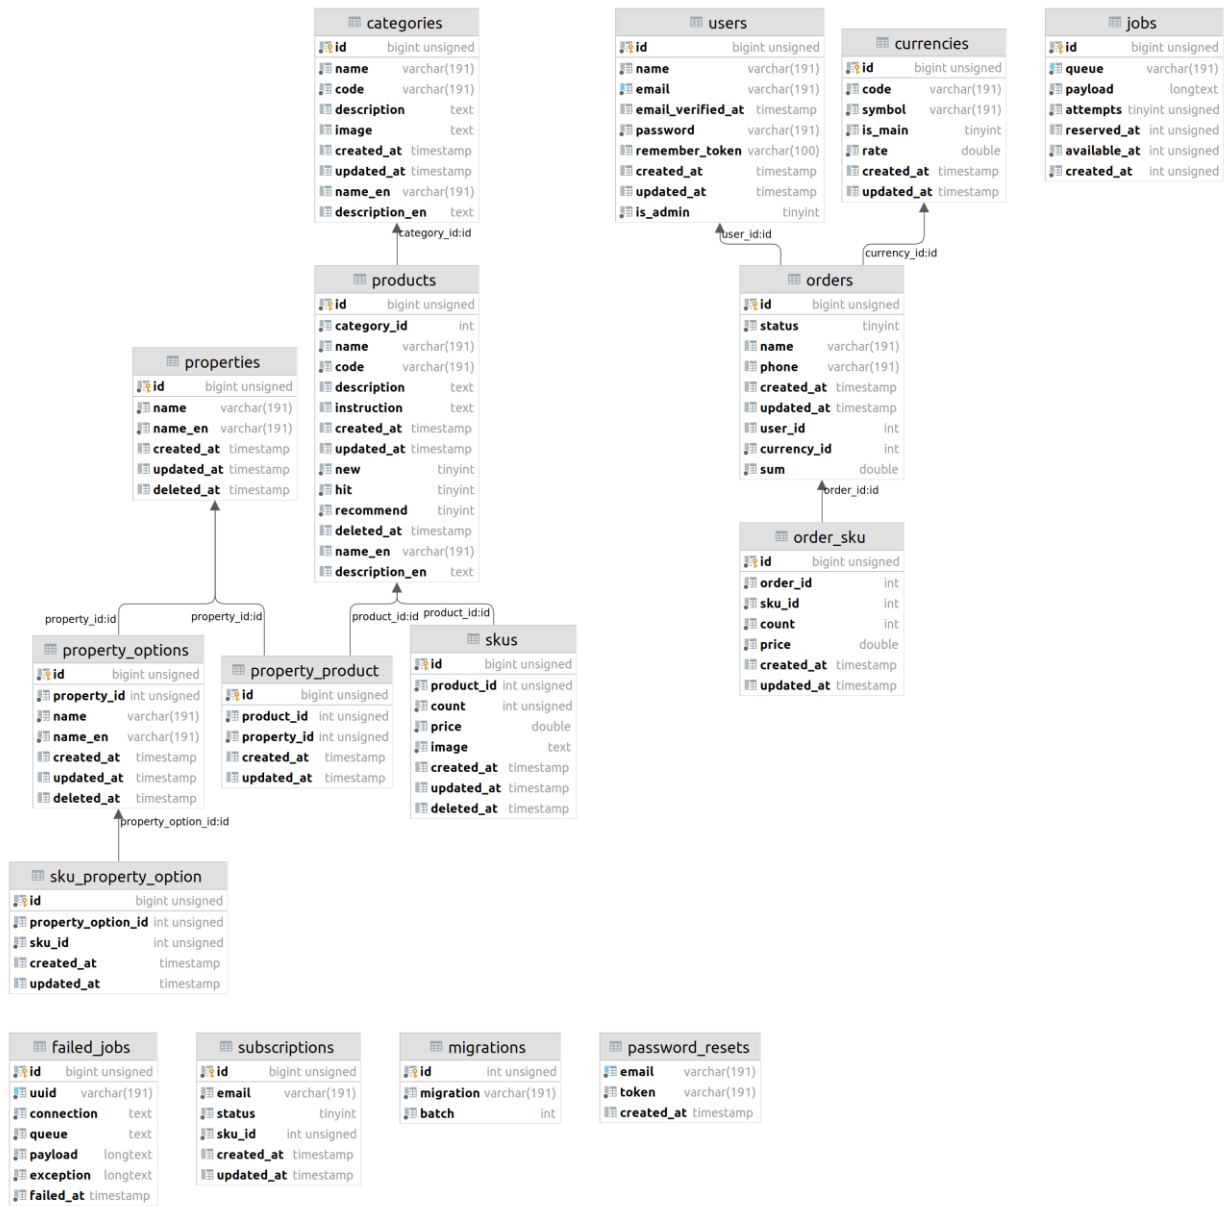 categories
id bigint unsigned
name varchar(191)
code varchar(191)
description text
image text
created_at timestamp
updated_at timestamp
name_en varchar(191)
description_en text
users
id bigint unsigned
name varchar(191)
email varchar(191)
email_verified_at timestamp
password varchar(191)
remember_token varchar(100)
created_at timestamp
updated_at timestamp
is_admin tinyint
currencies
id bigint unsigned
code varchar(191)
symbol varchar(191)
is_main tinyint
rate double
created_at timestamp
updated_at timestamp
jobs
id bigint unsigned
queue varchar(191)
payload longtext
attempts tinyint unsigned
reserved_at int unsigned
available_at int unsigned
created_at int unsigned
category_id:id
user_id:id
currency_id:id
products
id bigint unsigned
category_id int
name varchar(191)
code varchar(191)
description text
instruction text
created_at timestamp
updated_at timestamp
new tinyint
hit tinyint
recommend tinyint
deleted_at timestamp
name_en varchar(191)
description_en text
orders
id bigint unsigned
status tinyint
name varchar(191)
phone varchar(191)
created_at timestamp
updated_at timestamp
user_id int
currency_id int
sum double
properties
id bigint unsigned
name varchar(191)
name_en varchar(191)
created_at timestamp
updated_at timestamp
deleted_at timestamp
order_id:id
order_sku
id bigint unsigned
order_id int
sku_id int
count int
price double
created_at timestamp
updated_at timestamp
property_id:id
property_id:id
product_id:id
product_id:id
property_options
id bigint unsigned
property_id int unsigned
name varchar(191)
name_en varchar(191)
created_at timestamp
updated_at timestamp
deleted_at timestamp
property_product
id bigint unsigned
product_id int unsigned
property_id int unsigned
created_at timestamp
updated_at timestamp
skus
id bigint unsigned
product_id int unsigned
count int unsigned
price double
image text
created_at timestamp
updated_at timestamp
deleted_at timestamp
property_option_id:id
sku_property_option
id bigint unsigned
property_option_id int unsigned
sku_id int unsigned
created_at timestamp
updated_at timestamp
failed_jobs
id bigint unsigned
uuid varchar(191)
connection text
queue text
payload longtext
exception longtext
failed_at timestamp
subscriptions
id bigint unsigned
email varchar(191)
status tinyint
sku_id int unsigned
created_at timestamp
updated_at timestamp
migrations
id int unsigned
migration varchar(191)
batch int
password_resets
email varchar(191)
token varchar(191)
created_at timestamp